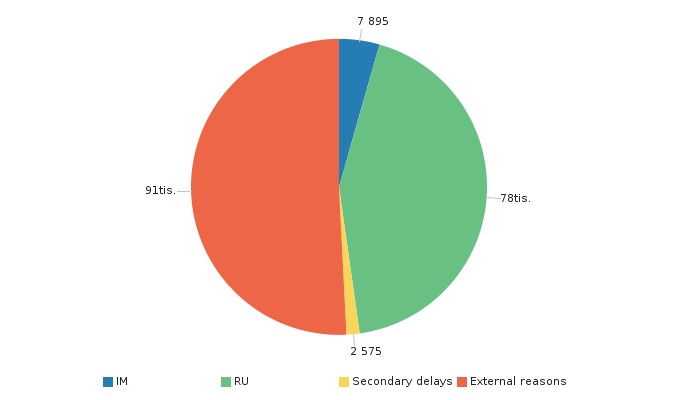 7 895
91tis.
78tis.
2 575
IM RU Secondary delays External reasons